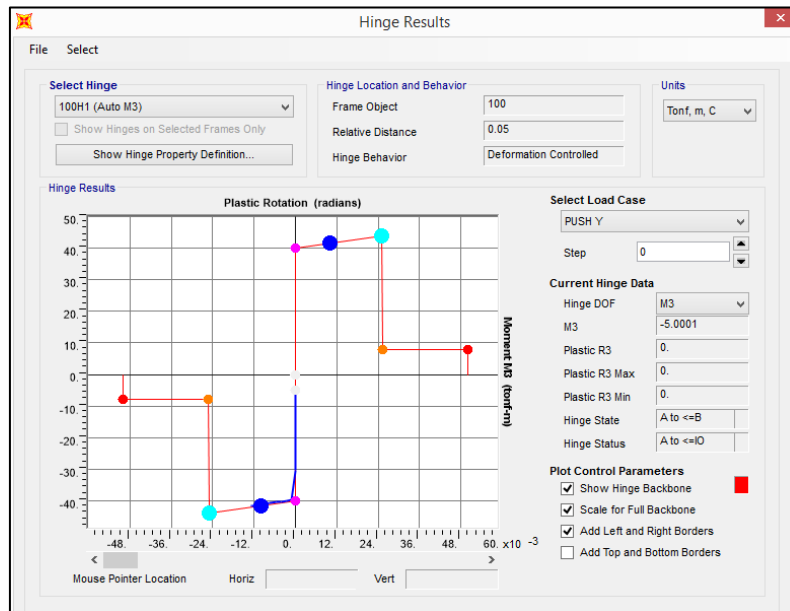 Hinge Results
File Select
Select Hinge
100H1 (Auto M3)
Show Hinges on Selected Frames Only
Show Hinge Property Definition...
Hinge Location and Behavior
Frame Object 100
Relative Distance 0.05
Hinge Behavior Deformation Controlled
Units
Tonf, m, C
Hinge Results
Plastic Rotation (radians)
50.
40.
30.
20.
10.
0.
-10.
-20.
-30.
-40.
-48. -36. -24. -12. 0. 12. 24. 36. 48. 60. x10 -3
Moment M3 (tonf-m)
Mouse Pointer Location Horiz Vert
Select Load Case
PUSH Y
Step 0
Current Hinge Data
Hinge DOF M3
M3 -5.0001
Plastic R3 0.
Plastic R3 Max 0.
Plastic R3 Min 0.
Hinge State A to <=B
Hinge Status A to <=IO
Plot Control Parameters
Show Hinge Backbone
Scale for Full Backbone
Add Left and Right Borders
Add Top and Bottom Borders